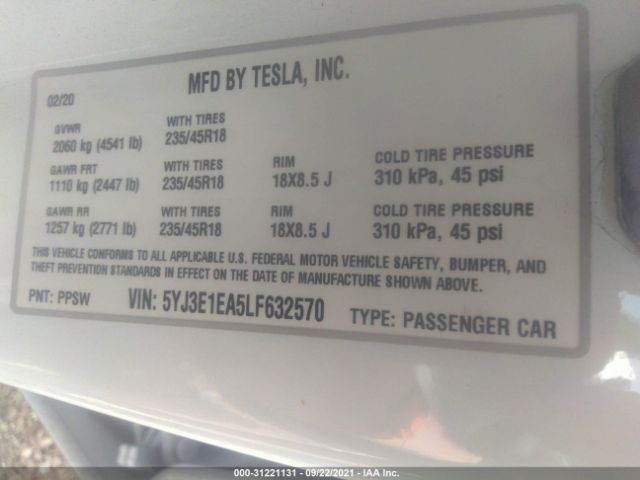 MFD BY TESLA, INC.
02/20
GVWR WITH TIRES
2060 kg (4541 lb) 235/45R18
GAWR FRT WITH TIRES RIM COLD TIRE PRESSURE
1110 kg (2447 lb) 235/45R18 18X8.5 J 310 kPa, 45 psi
GAWR RR WITH TIRES RIM COLD TIRE PRESSURE
1257 kg (2771 lb) 235/45R18 18X8.5 J 310 kPa, 45 psi
THIS VEHICLE CONFORMS TO ALL APPLICABLE U.S. FEDERAL MOTOR VEHICLE SAFETY, BUMPER, AND
THEFT PREVENTION STANDARDS IN EFFECT ON THE DATE OF MANUFACTURE SHOWN ABOVE.
PNT: PPSW VIN: 5YJ3E1EA5LF632570 TYPE: PASSENGER CAR
000-31221131 - 09/22/2021 - IAA Inc.